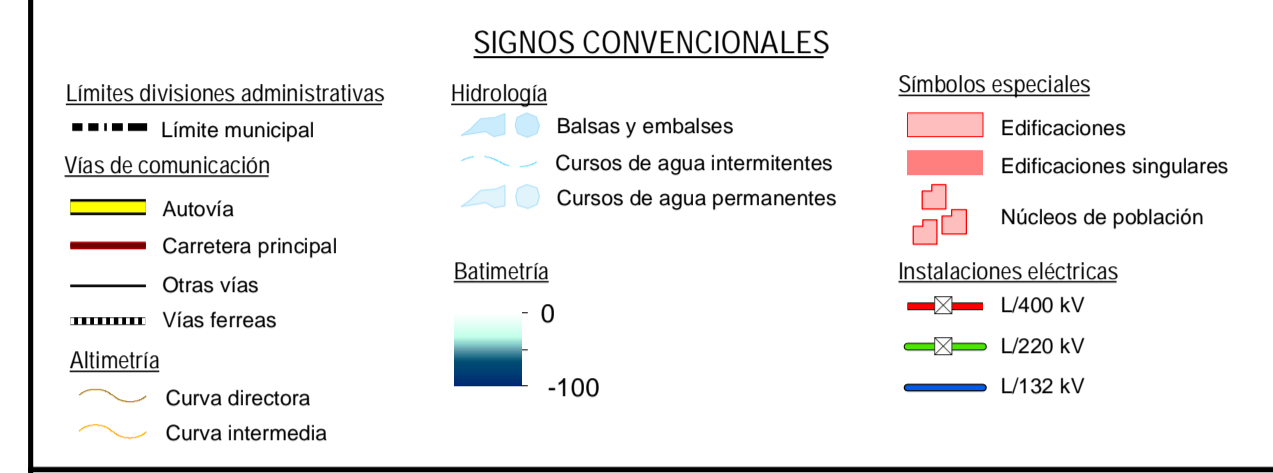 SIGNOS CONVENCIONALES
Límites divisiones administrativas
Límite municipal
Vías de comunicación
Autovía
Carretera principal
Otras vías
Vías ferreas
Altimetría
Curva directora
Curva intermedia
Hidrología
Balsas y embalses
Cursos de agua intermitentes
Cursos de agua permanentes
Batimetría
0
-100
Símbolos especiales
Edificaciones
Edificaciones singulares
Núcleos de población
Instalaciones eléctricas
L/400 kV
L/220 kV
L/132 kV